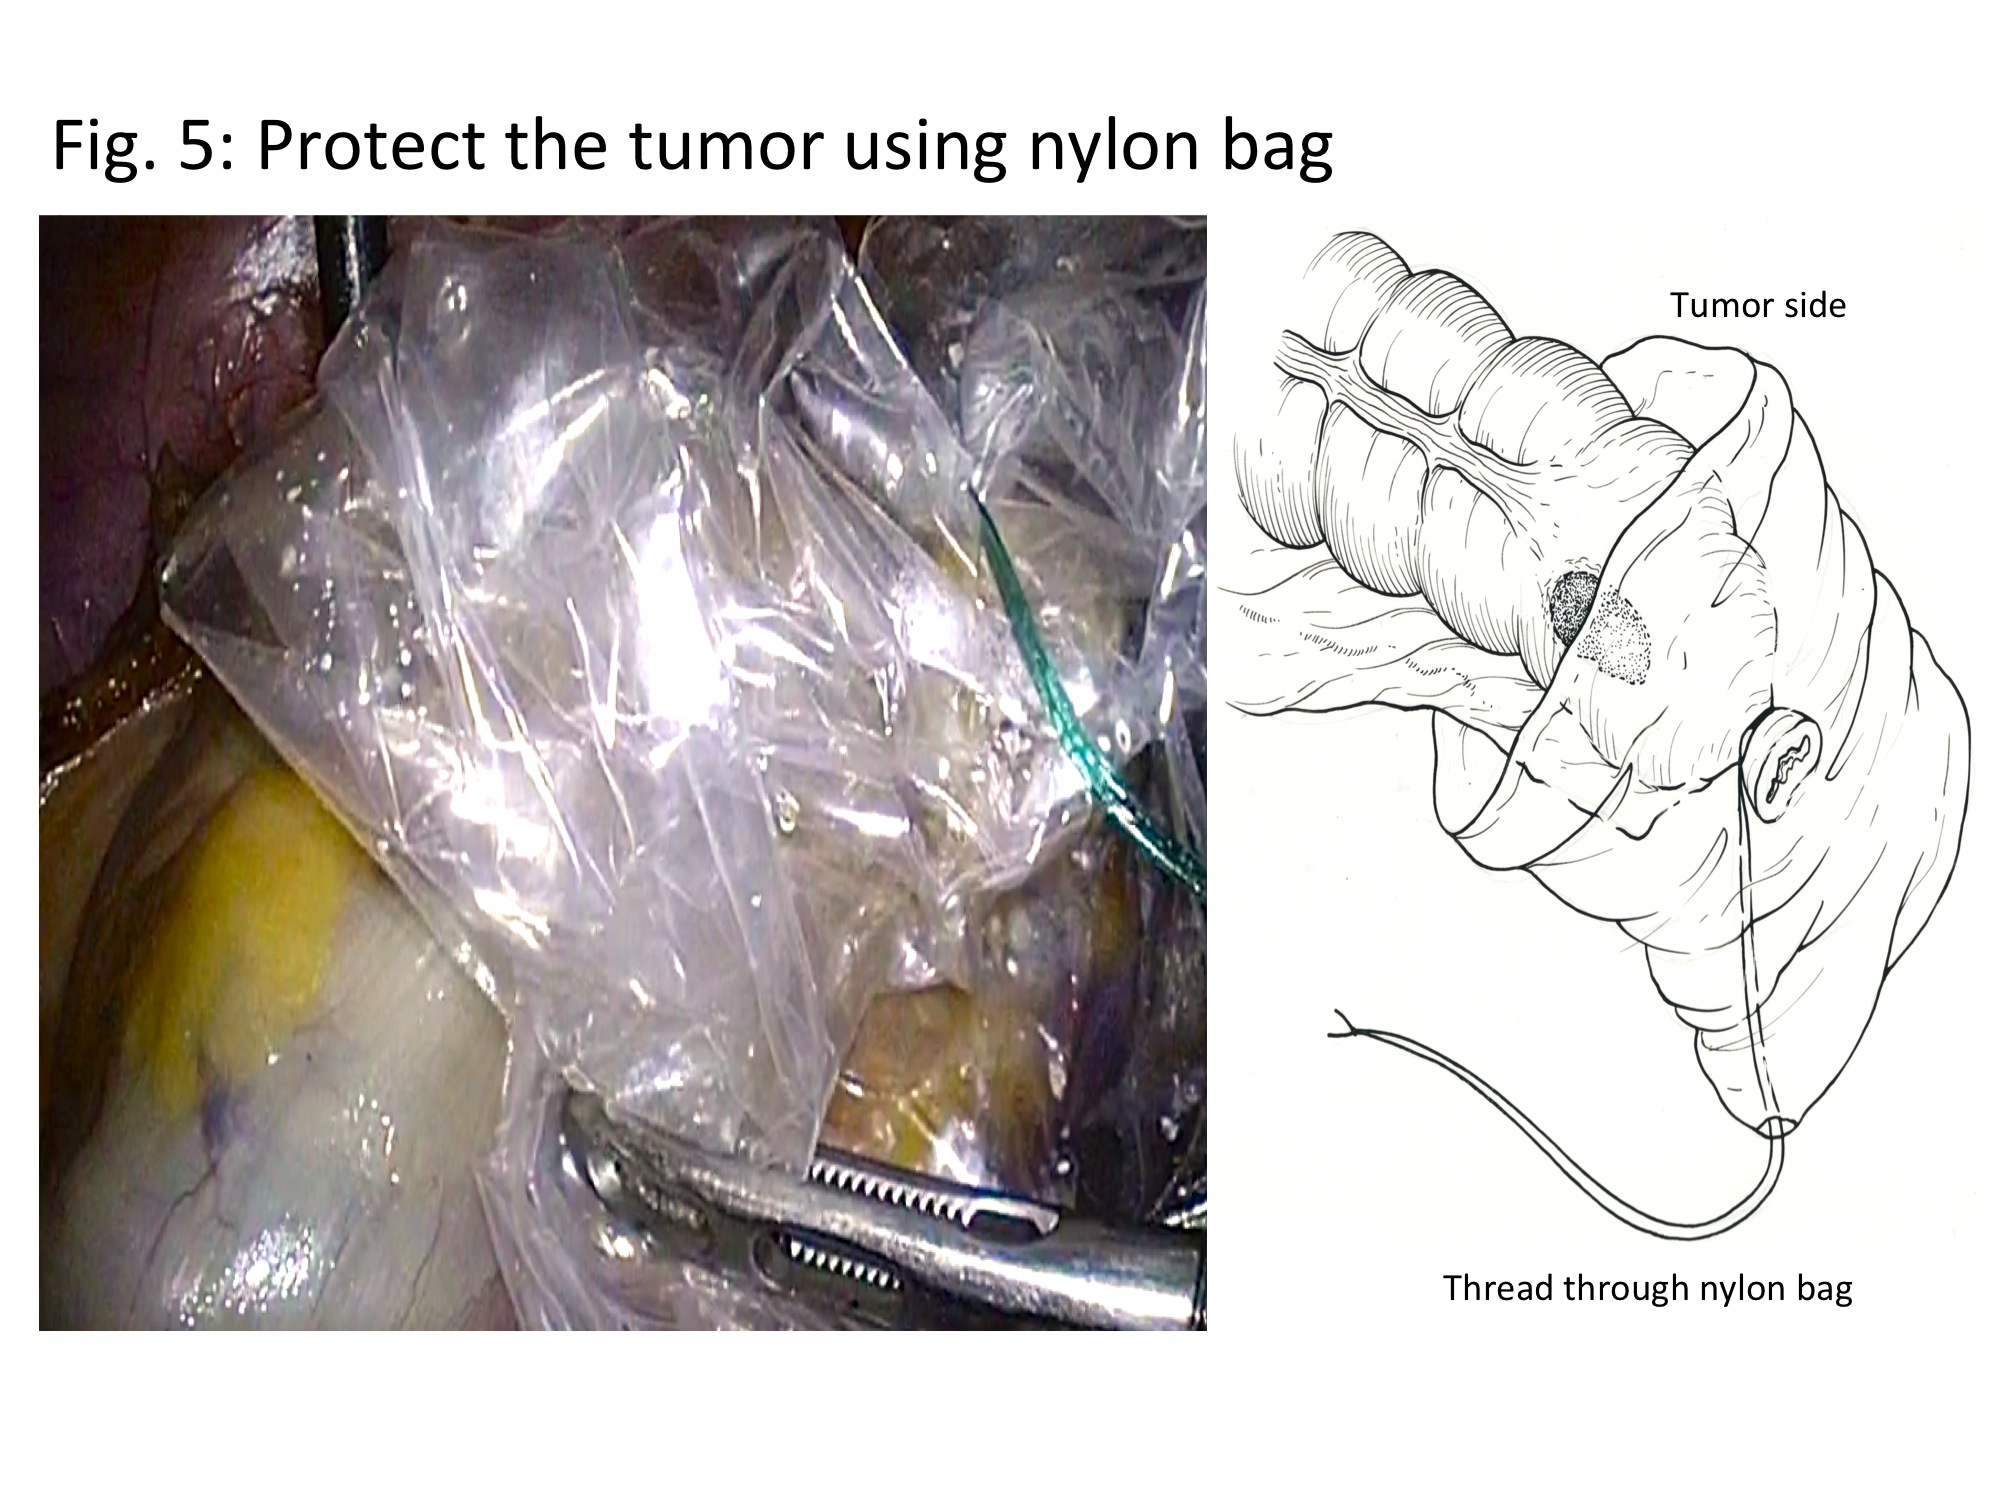 Fig. 5: Protect the tumor using nylon bag
Tumor side
Thread through nylon bag